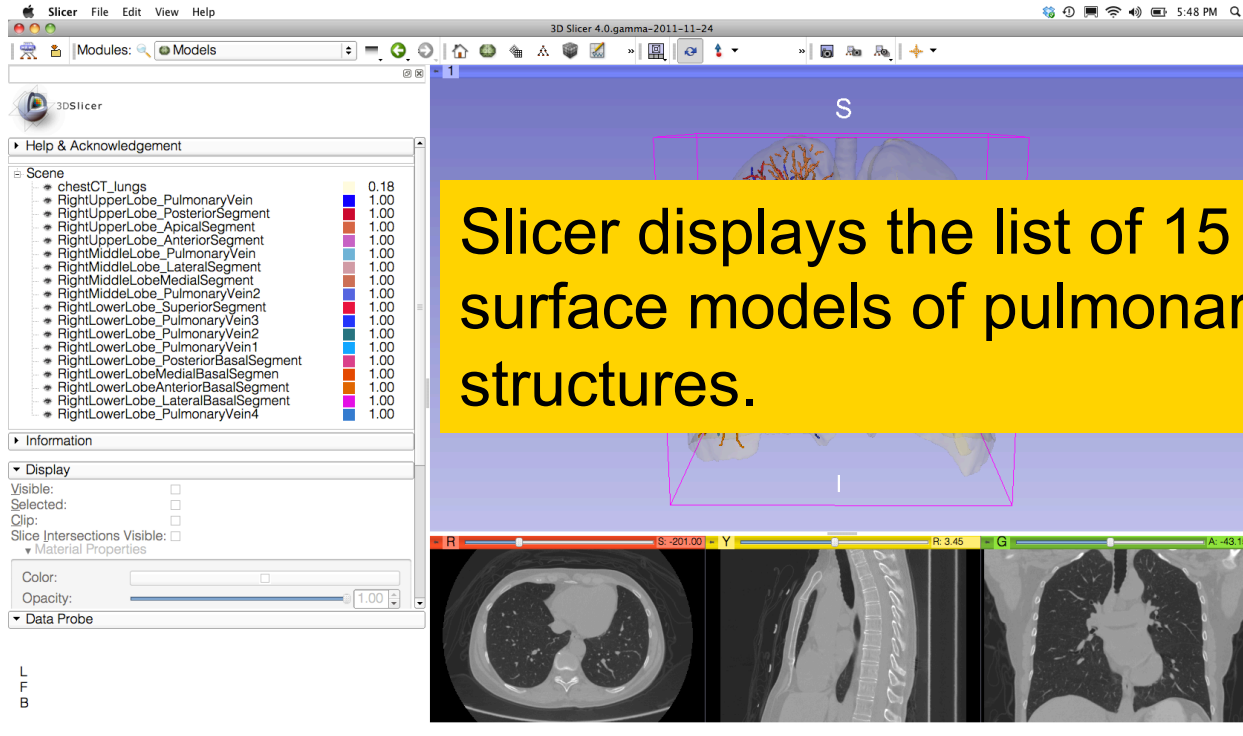 Slicer File Edit View Help
5:48 PM
3D Slicer 4.0.gamma-2011-11-24
Modules: Models
1
3DSlicer
Help & Acknowledgement
Scene
chestCT_lungs 0.18
RightUpperLobe_PulmonaryVein 1.00
RightUpperLobe_PosteriorSegment 1.00
RightUpperLobe_ApicalSegment 1.00
RightUpperLobe_AnteriorSegment 1.00
RightMiddleLobe_PulmonaryVein 1.00
RightMiddleLobe_LateralSegment 1.00
RightMiddleLobeMedialSegment 1.00
RightMiddeLobe_PulmonaryVein2 1.00
RightLowerLobe_SuperiorSegment 1.00
RightLowerLobe_PulmonaryVein3 1.00
RightLowerLobe_PulmonaryVein2 1.00
RightLowerLobe_PulmonaryVein1 1.00
RightLowerLobe_PosteriorBasalSegment 1.00
RightLowerLobeMedialBasalSegmen 1.00
RightLowerLobeAnteriorBasalSegment 1.00
RightLowerLobe_LateralBasalSegment 1.00
RightLowerLobe_PulmonaryVein4 1.00
Information
Display
Visible:
Selected:
Clip:
Slice Intersections Visible:
Material Properties
Color:
Opacity: 1.00
Data Probe
L
F
B
S
Slicer displays the list of 15
surface models of pulmonar
structures.
I
R S: -201.00
Y R: 3.45
G A: -43.1